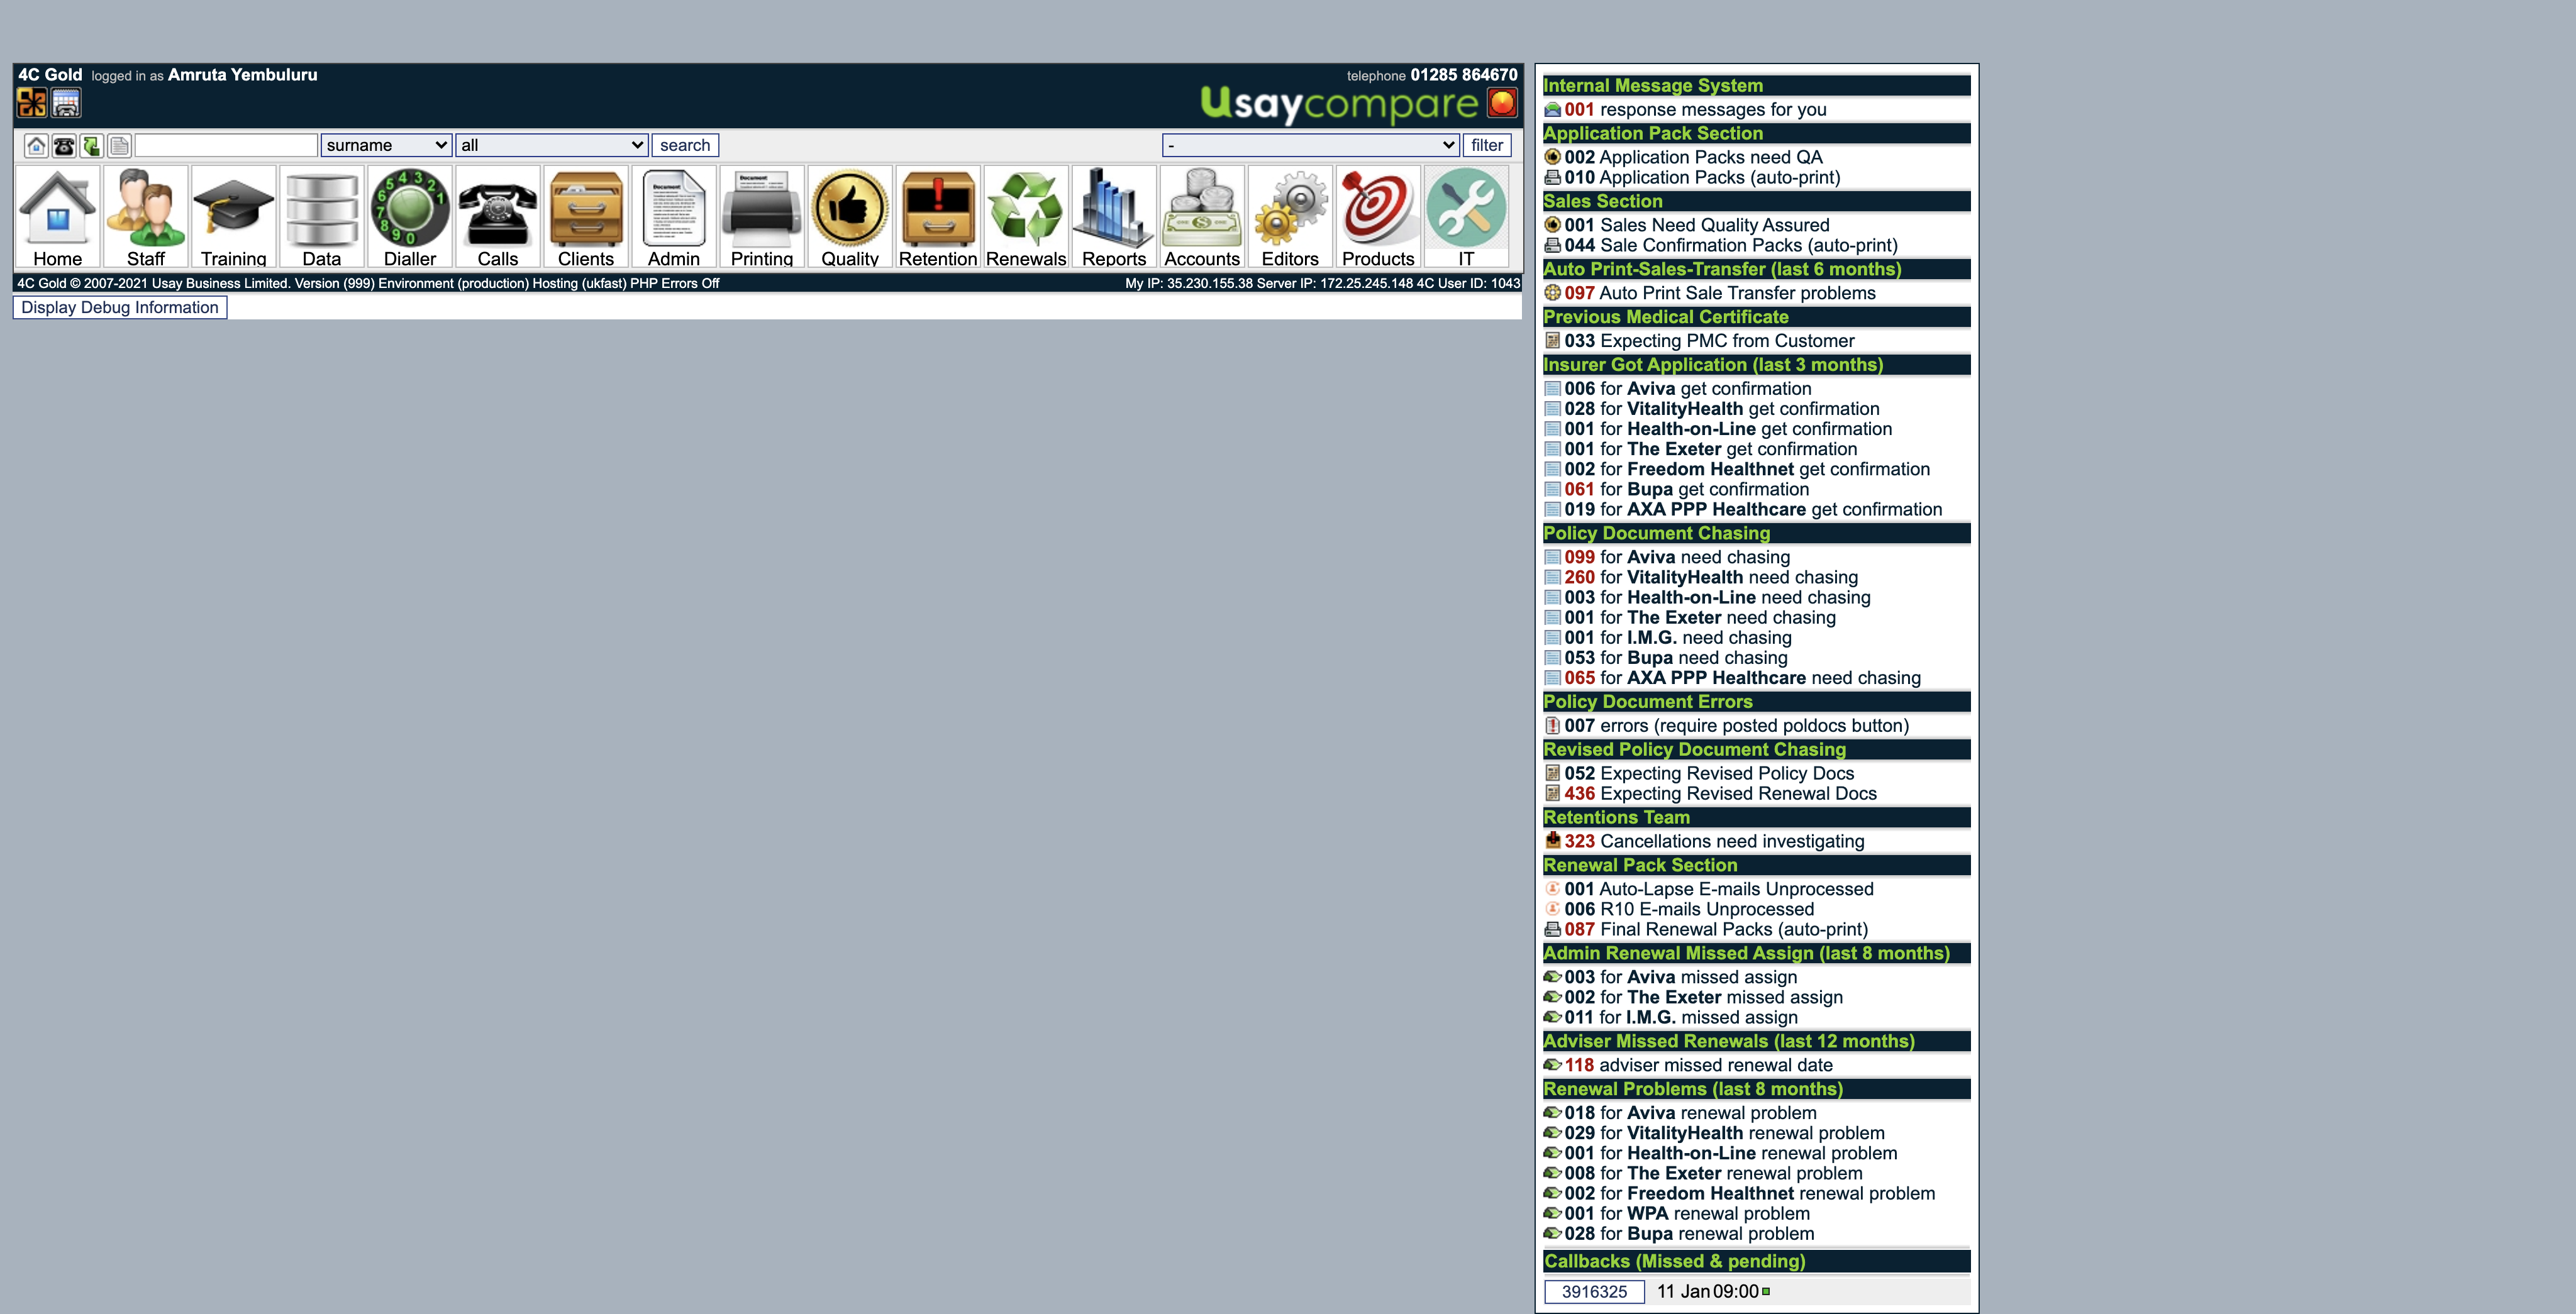 4C Gold logged in as Amruta Yembuluru
telephone 01285 864670
usaycompare
surname all search - filter
Home Staff Training Data Dialler Calls Clients Admin Printing Quality Retention Renewals Reports Accounts Editors Products IT
4C Gold © 2007-2021 Usay Business Limited. Version (999) Environment (production) Hosting (ukfast) PHP Errors Off
My IP: 35.230.155.38 Server IP: 172.25.245.148 4C User ID: 1043
Display Debug Information
Internal Message System
001 response messages for you
Application Pack Section
002 Application Packs need QA
010 Application Packs (auto-print)
Sales Section
001 Sales Need Quality Assured
044 Sale Confirmation Packs (auto-print)
Auto Print-Sales-Transfer (last 6 months)
097 Auto Print Sale Transfer problems
Previous Medical Certificate
033 Expecting PMC from Customer
Insurer Got Application (last 3 months)
006 for Aviva get confirmation
028 for VitalityHealth get confirmation
001 for Health-on-Line get confirmation
001 for The Exeter get confirmation
002 for Freedom Healthnet get confirmation
061 for Bupa get confirmation
019 for AXA PPP Healthcare get confirmation
Policy Document Chasing
099 for Aviva need chasing
260 for VitalityHealth need chasing
003 for Health-on-Line need chasing
001 for The Exeter need chasing
001 for I.M.G. need chasing
053 for Bupa need chasing
065 for AXA PPP Healthcare need chasing
Policy Document Errors
007 errors (require posted poldocs button)
Revised Policy Document Chasing
052 Expecting Revised Policy Docs
436 Expecting Revised Renewal Docs
Retentions Team
323 Cancellations need investigating
Renewal Pack Section
001 Auto-Lapse E-mails Unprocessed
006 R10 E-mails Unprocessed
087 Final Renewal Packs (auto-print)
Admin Renewal Missed Assign (last 8 months)
003 for Aviva missed assign
002 for The Exeter missed assign
011 for I.M.G. missed assign
Adviser Missed Renewals (last 12 months)
118 adviser missed renewal date
Renewal Problems (last 8 months)
018 for Aviva renewal problem
029 for VitalityHealth renewal problem
001 for Health-on-Line renewal problem
008 for The Exeter renewal problem
002 for Freedom Healthnet renewal problem
001 for WPA renewal problem
028 for Bupa renewal problem
Callbacks (Missed & pending)
3916325 11 Jan 09:00